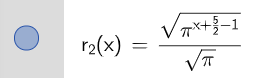 r₂(x) = √(π^(x+5/2−1)) / √π